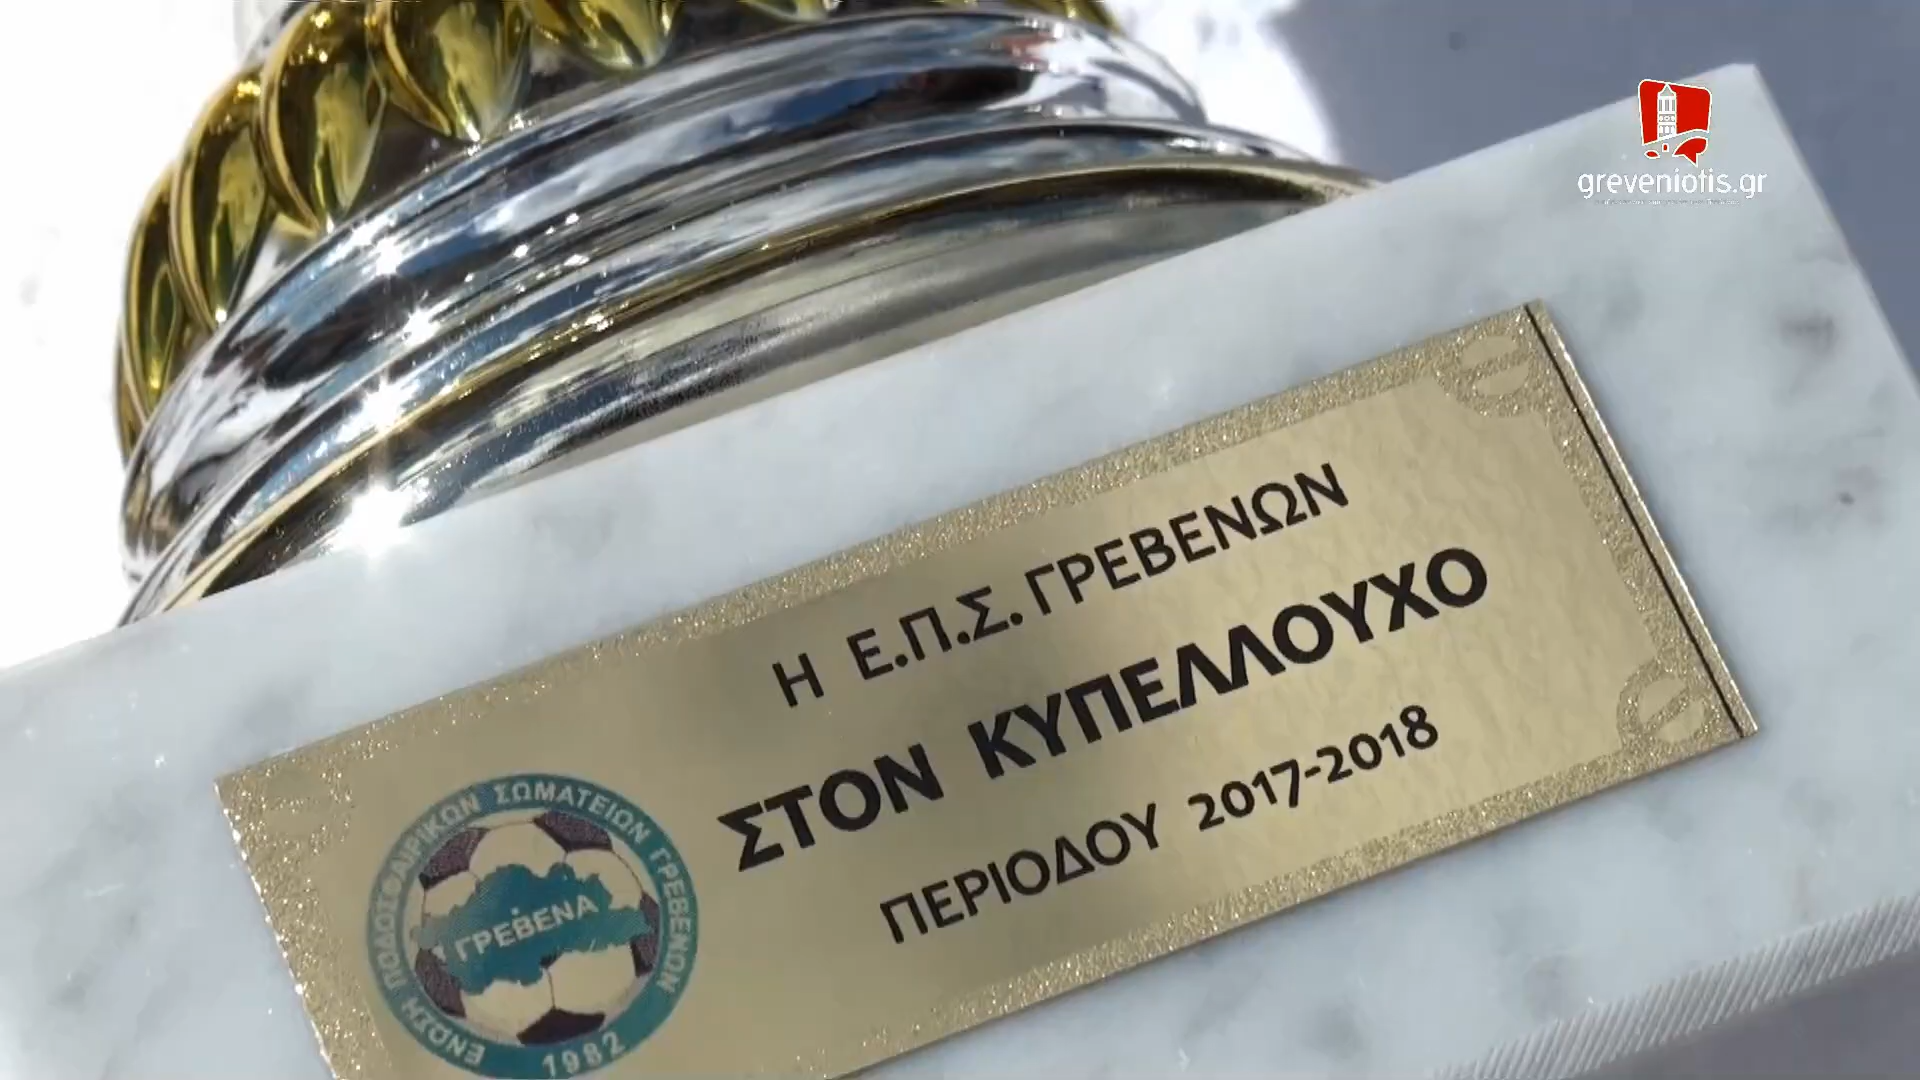 greveniotis.gr
Η Ε.Π.Σ. ΓΡΕΒΕΝΩΝ
ΣΤΟΝ ΚΥΠΕΛΛΟΥΧΟ
ΠΕΡΙΟΔΟΥ 2017-2018
ΕΝΩΣΗ ΠΟΔΟΣΦΑΙΡΙΚΩΝ ΣΩΜΑΤΕΙΩΝ ΓΡΕΒΕΝΩΝ
ΓΡΕΒΕΝΑ
1982